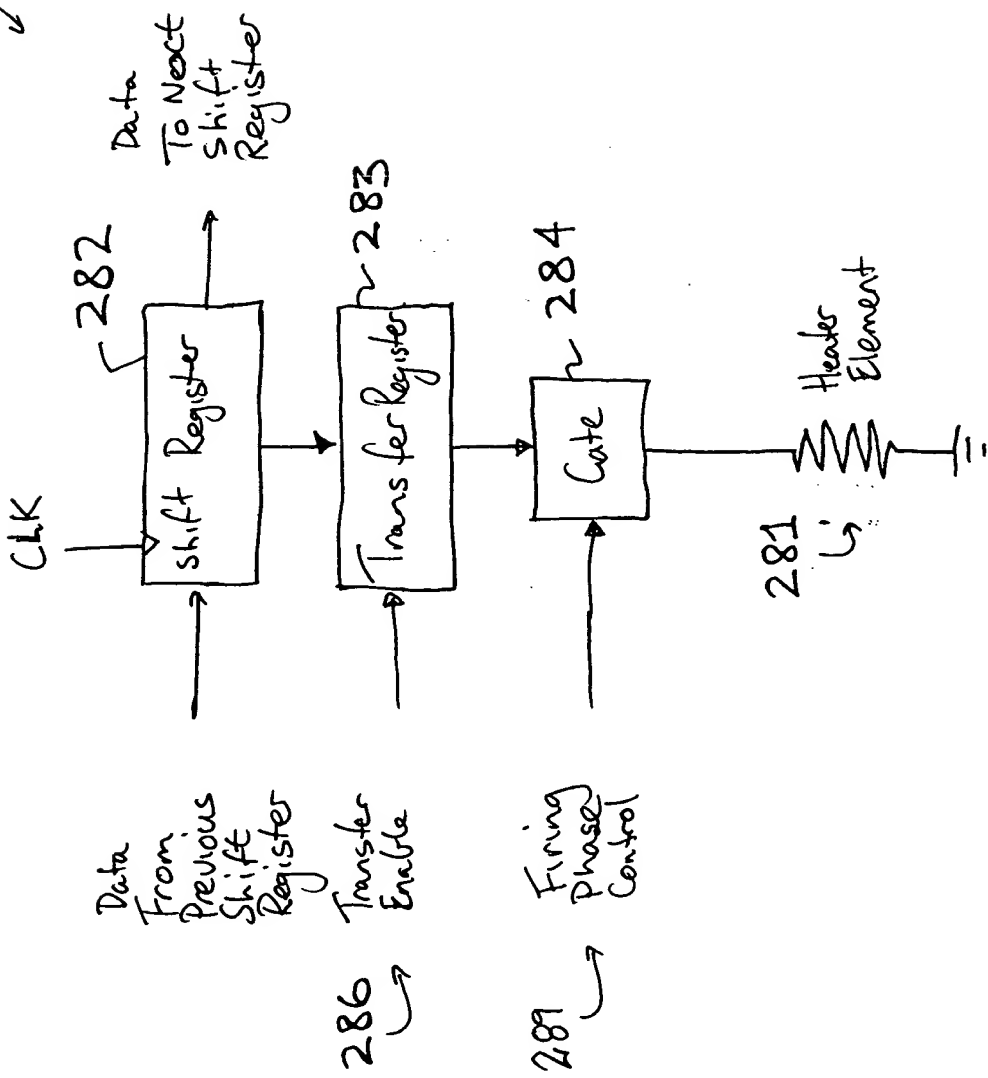 CLK
282
Data
To Next
Shift
Register
Data
From
Previous
Shift
Register
shift Register
286
Transfer
Enable
Transfer Register
283
289
Firing
Phase
Control
Gate
284
281
Heater
Element